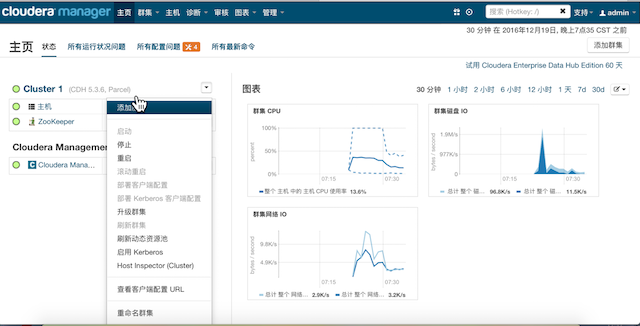 cloudera manager 主页 集群 主机 诊断 审核 图表 管理 搜索 (Hotkey: /) 支持 admin
30 分钟 在 2016年12月19日, 晚上7点35 CST 之前
主页 状态 所有运行状况问题 所有配置问题 4 所有最新命令 添加群集
试用 Cloudera Enterprise Data Hub Edition 60 天
Cluster 1 (CDH 5.3.6, Parcel)
主机
ZooKeeper
Cloudera Management
Cloudera Mana...
启动
停止
重启
滚动重启
部署客户端配置
部署 Kerberos 客户端配置
升级群集
刷新群集
刷新动态资源池
启用 Kerberos
Host Inspector (Cluster)
查看客户端配置 URL
重命名群集
图表 30 分钟 1 小时 2 小时 6 小时 12 小时 1 天 7d 30d
群集 CPU
percent
100%
50%
0%
07:15 07:30
整个 主机 中的 主机 CPU 使用率 13.6%
群集磁盘 IO
bytes / second
1.9M/s
977K/s
0
07:15 07:30
总计 整个 磁... 96.8K/s 总计 整个 磁... 11.5K/s
群集网络 IO
bytes / second
9.8K/s
4.9K/s
0
07:15 07:30
总计 整个 网络... 2.9K/s 总计 整个 网络... 3.2K/s